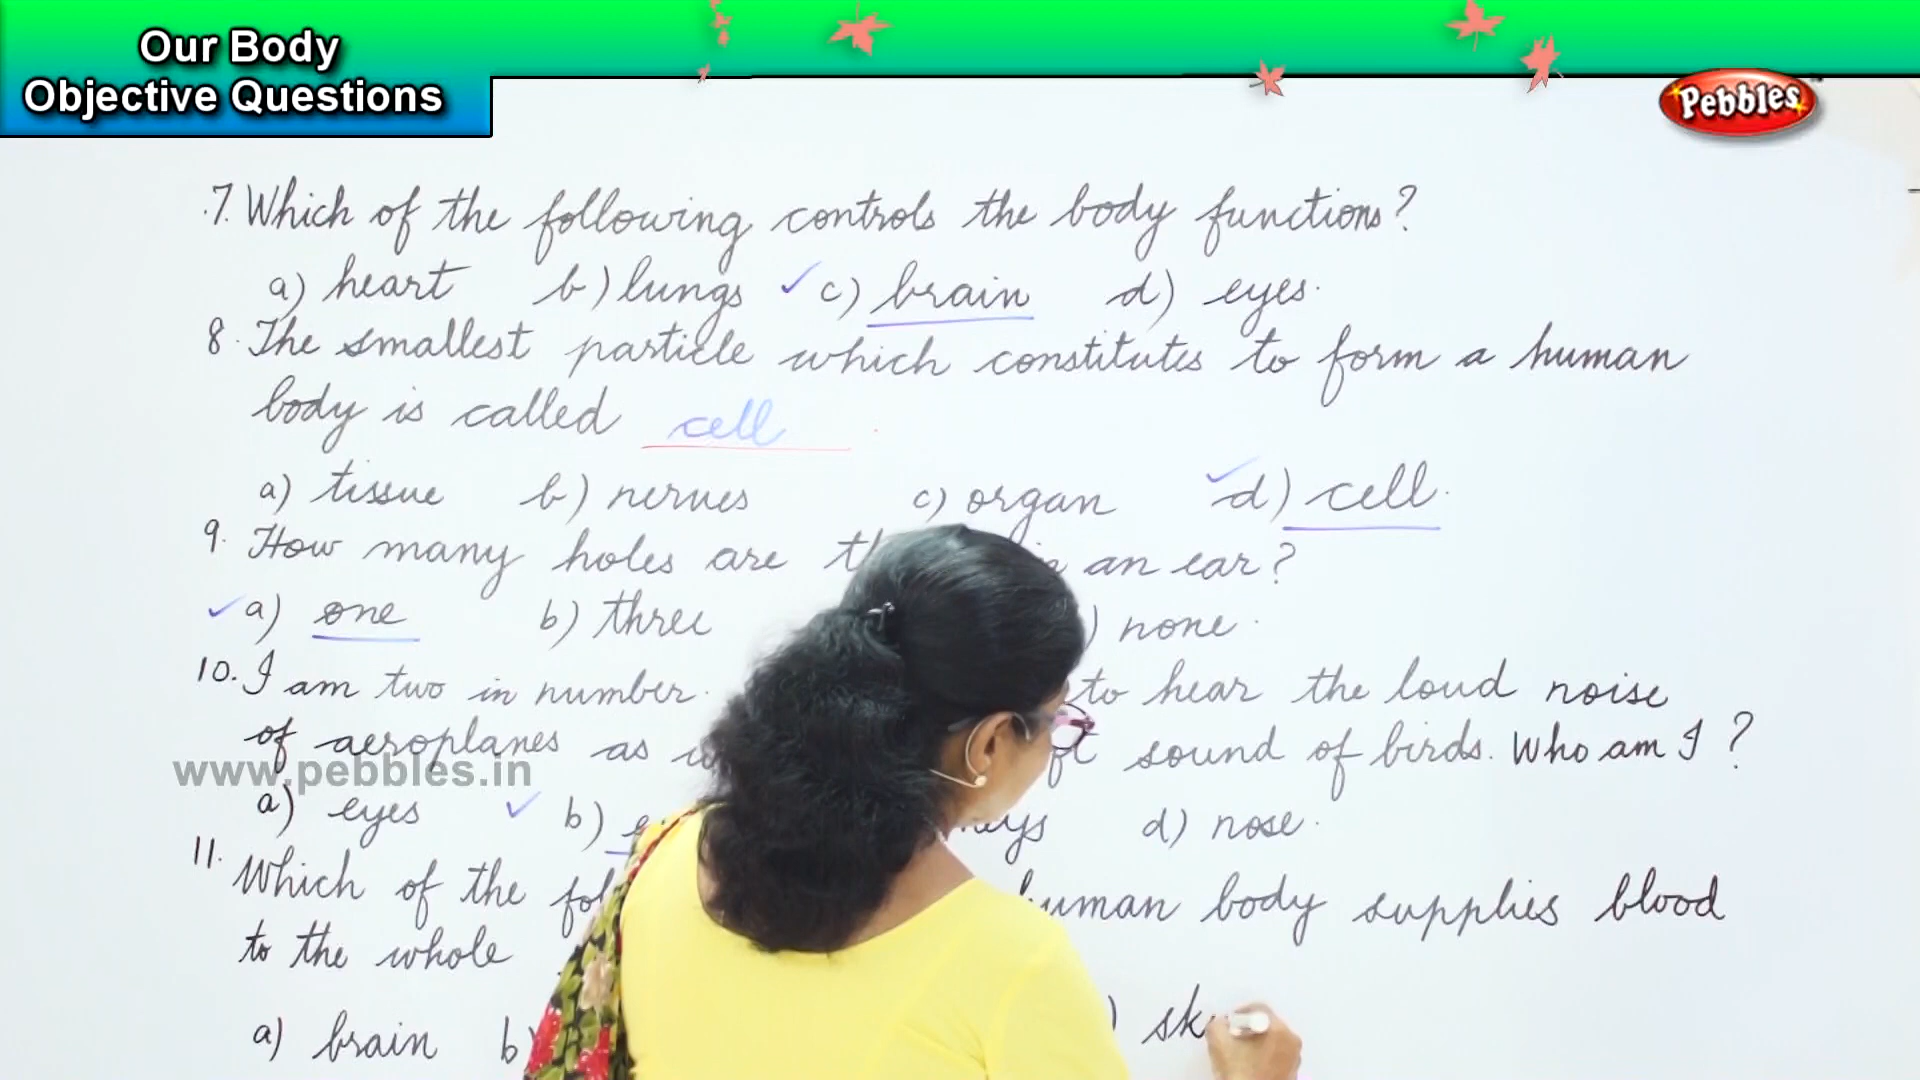 Our Body
Objective Questions
Pebbles
7. Which of the following controls the body functions?
a) heart b) lungs ✓ c) brain d) eyes.
8. The smallest particle which constitutes to form a human
body is called cell
a) tissue b) nerves c) organ ✓ d) cell.
9. How many holes are an ear?
✓ a) one b) three ) none.
10. I am two in number. to hear the loud noise
of aeroplanes as sound of birds. Who am I?
www.pebbles.in
a) eyes ✓ b) d) nose.
11. Which of the human body supplies blood
to the whole
a) brain b) )